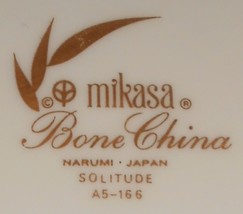 © mikasa ®
Bone China
NARUMI · JAPAN
SOLITUDE
A5-166